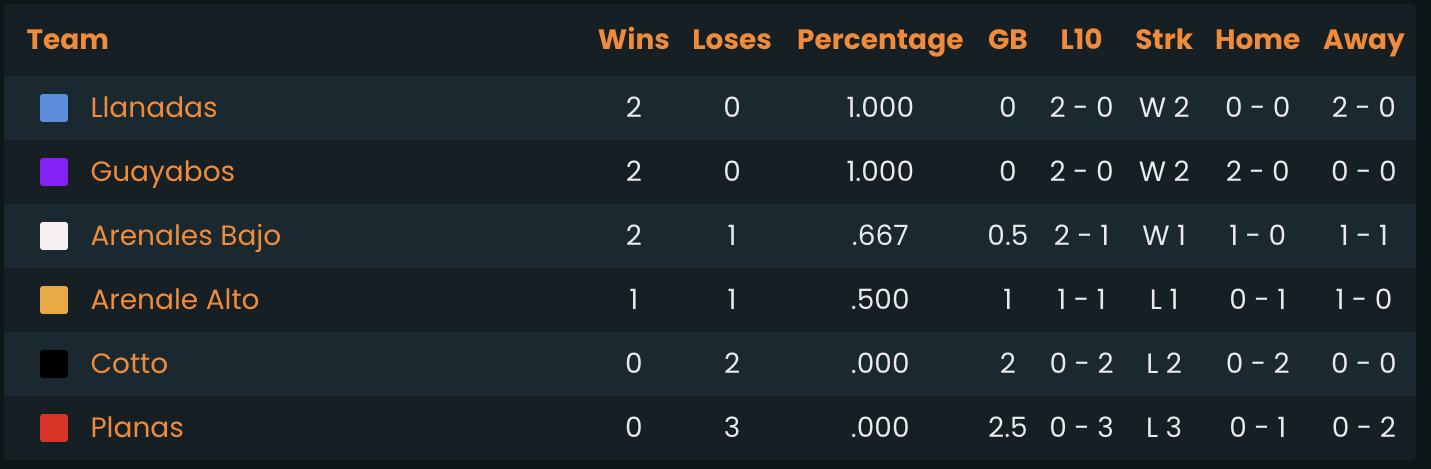 Team Wins Loses Percentage GB L10 Strk Home Away
Llanadas 2 0 1.000 0 2 - 0 W 2 0 - 0 2 - 0
Guayabos 2 0 1.000 0 2 - 0 W 2 2 - 0 0 - 0
Arenales Bajo 2 1 .667 0.5 2 - 1 W 1 1 - 0 1 - 1
Arenale Alto 1 1 .500 1 1 - 1 L 1 0 - 1 1 - 0
Cotto 0 2 .000 2 0 - 2 L 2 0 - 2 0 - 0
Planas 0 3 .000 2.5 0 - 3 L 3 0 - 1 0 - 2